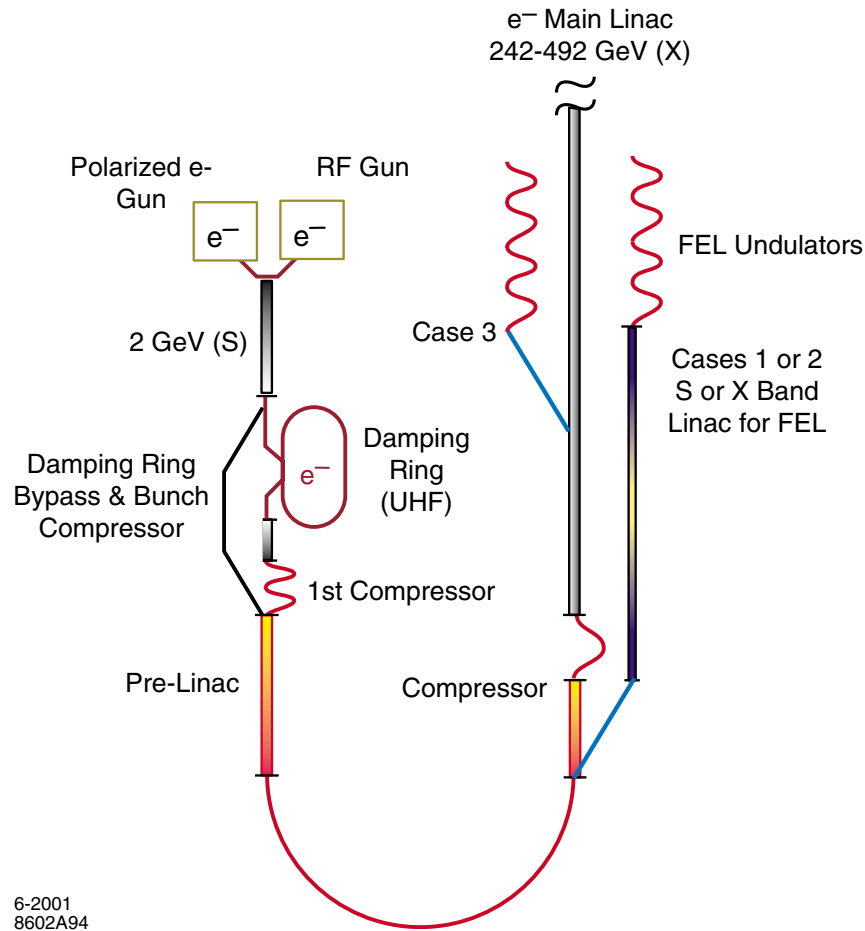 e– Main Linac
242-492 GeV (X)
Polarized e-
Gun
RF Gun
e–
e–
FEL Undulators
2 GeV (S)
Case 3
Cases 1 or 2
S or X Band
Linac for FEL
Damping Ring
Bypass & Bunch
Compressor
e–
Damping
Ring
(UHF)
1st Compressor
Pre-Linac
Compressor
6-2001
8602A94